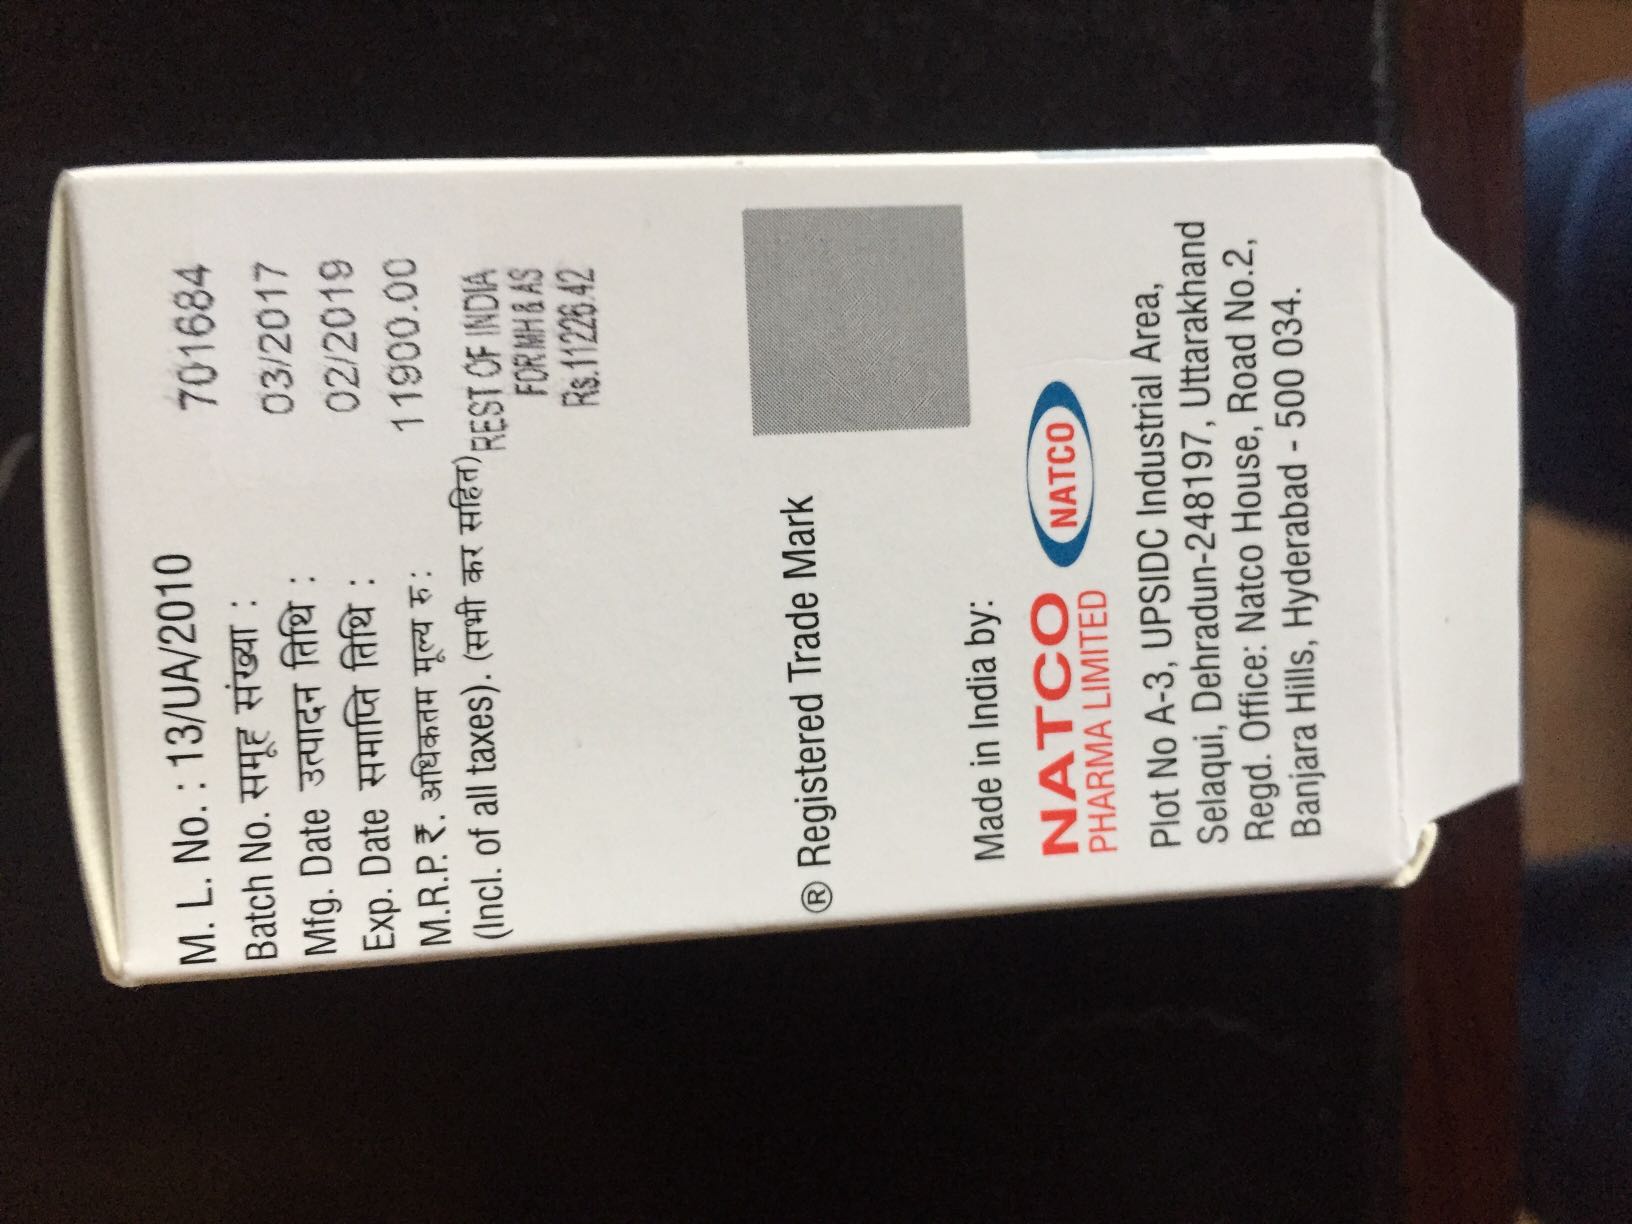 M. L. No. : 13/UA/2010
Batch No. समूह संख्या : 701684
Mfg. Date उत्पादन तिथि : 03/2017
Exp. Date समाप्ति तिथि : 02/2019
M.R.P. ₹. अधिकतम मूल्य रु : 11900.00
(Incl. of all taxes). (सभी कर सहित) REST OF INDIA
FOR MH & AS
Rs.11226.42
® Registered Trade Mark
Made in India by:
NATCO NATCO
PHARMA LIMITED
Plot No A-3, UPSIDC Industrial Area,
Selaqui, Dehradun-248197, Uttarakhand
Regd. Office: Natco House, Road No.2,
Banjara Hills, Hyderabad - 500 034.